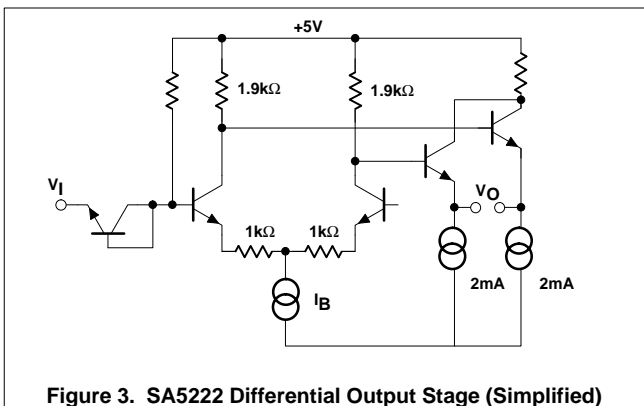 +5V
1.9kΩ
1.9kΩ
VI
VO
1kΩ
1kΩ
IB
2mA
2mA
Figure 3. SA5222 Differential Output Stage (Simplified)